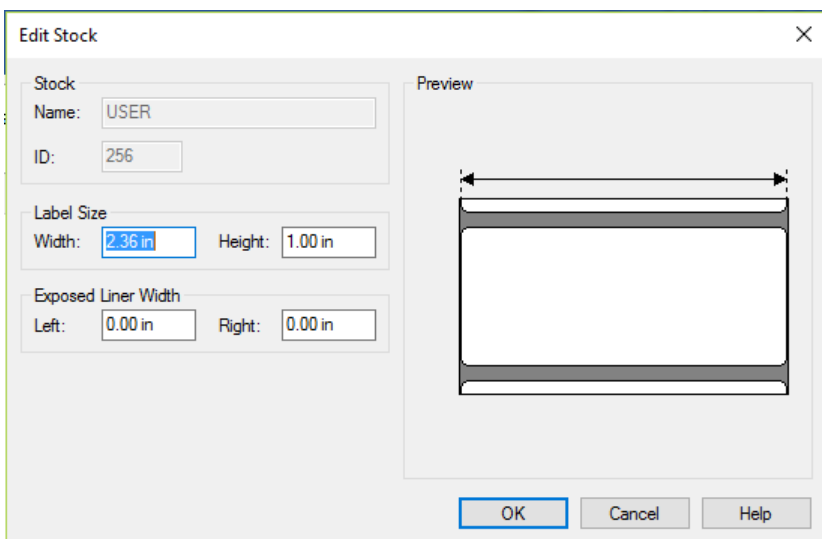 Edit Stock
Stock
Name: USER
ID: 256
Label Size
Width: 2.36 in Height: 1.00 in
Exposed Liner Width
Left: 0.00 in Right: 0.00 in
Preview
OK Cancel Help